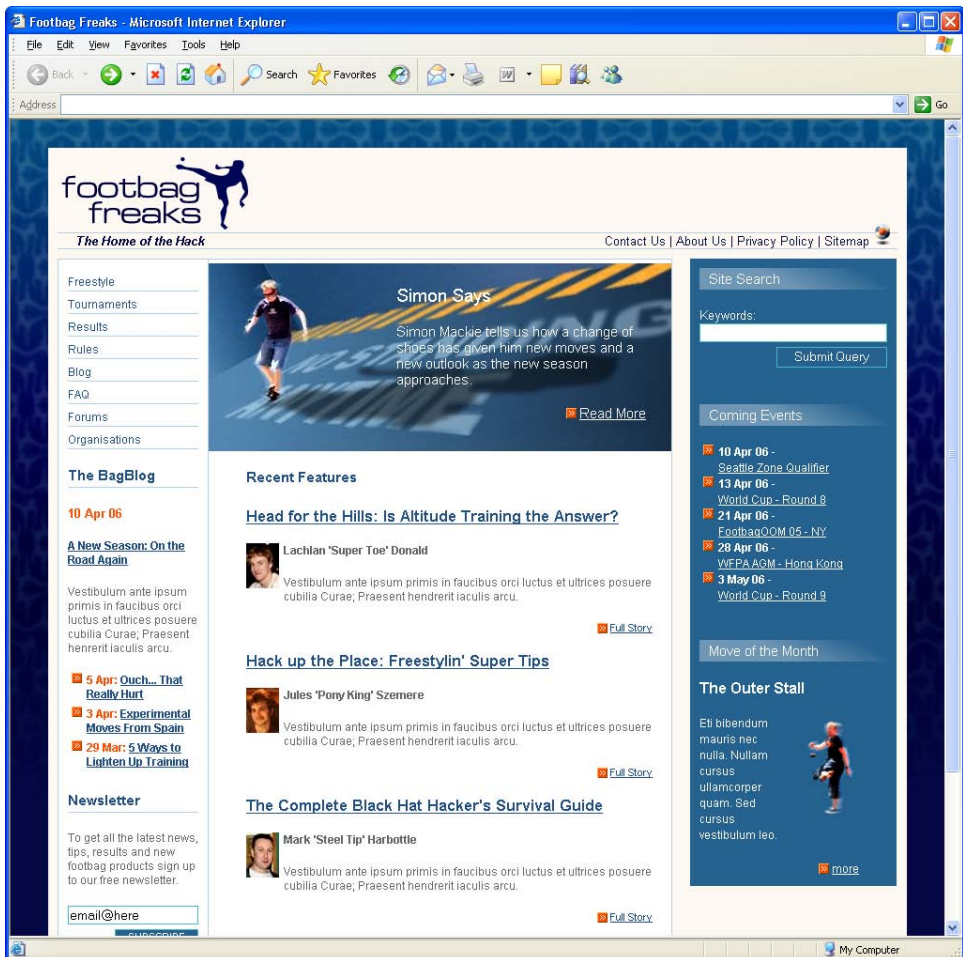 Footbag Freaks - Microsoft Internet Explorer
File Edit View Favorites Tools Help
Back Search Favorites
Address Go
footbag
freaks
The Home of the Hack
Contact Us | About Us | Privacy Policy | Sitemap
Freestyle
Tournaments
Results
Rules
Blog
FAQ
Forums
Organisations
The BagBlog
10 Apr 06
A New Season: On the
Road Again
Vestibulum ante ipsum
primis in faucibus orci
luctus et ultrices posuere
cubilia Curae; Praesent
henrerit iaculis arcu.
5 Apr: Ouch... That
Really Hurt
3 Apr: Experimental
Moves From Spain
29 Mar: 5 Ways to
Lighten Up Training
Newsletter
To get all the latest news,
tips, results and new
footbag products sign up
to our free newsletter.
email@here
SUBSCRIBE
Simon Says
Simon Mackie tells us how a change of
shoes has given him new moves and a
new outlook as the new season
approaches.
Read More
Recent Features
Head for the Hills: Is Altitude Training the Answer?
Lachlan 'Super Toe' Donald
Vestibulum ante ipsum primis in faucibus orci luctus et ultrices posuere
cubilia Curae; Praesent hendrerit iaculis arcu.
Full Story
Hack up the Place: Freestylin' Super Tips
Jules 'Pony King' Szemere
Vestibulum ante ipsum primis in faucibus orci luctus et ultrices posuere
cubilia Curae; Praesent hendrerit iaculis arcu.
Full Story
The Complete Black Hat Hacker's Survival Guide
Mark 'Steel Tip' Harbottle
Vestibulum ante ipsum primis in faucibus orci luctus et ultrices posuere
cubilia Curae; Praesent hendrerit iaculis arcu.
Full Story
Site Search
Keywords:
Submit Query
Coming Events
10 Apr 06 -
Seattle Zone Qualifier
13 Apr 06 -
World Cup - Round 8
21 Apr 06 -
FootbagOOM 05 - NY
28 Apr 06 -
WFPA AGM - Hong Kong
3 May 06 -
World Cup - Round 9
Move of the Month
The Outer Stall
Eti bibendum
mauris nec
nulla. Nullam
cursus
ullamcorper
quam. Sed
cursus
vestibulum leo.
more
My Computer